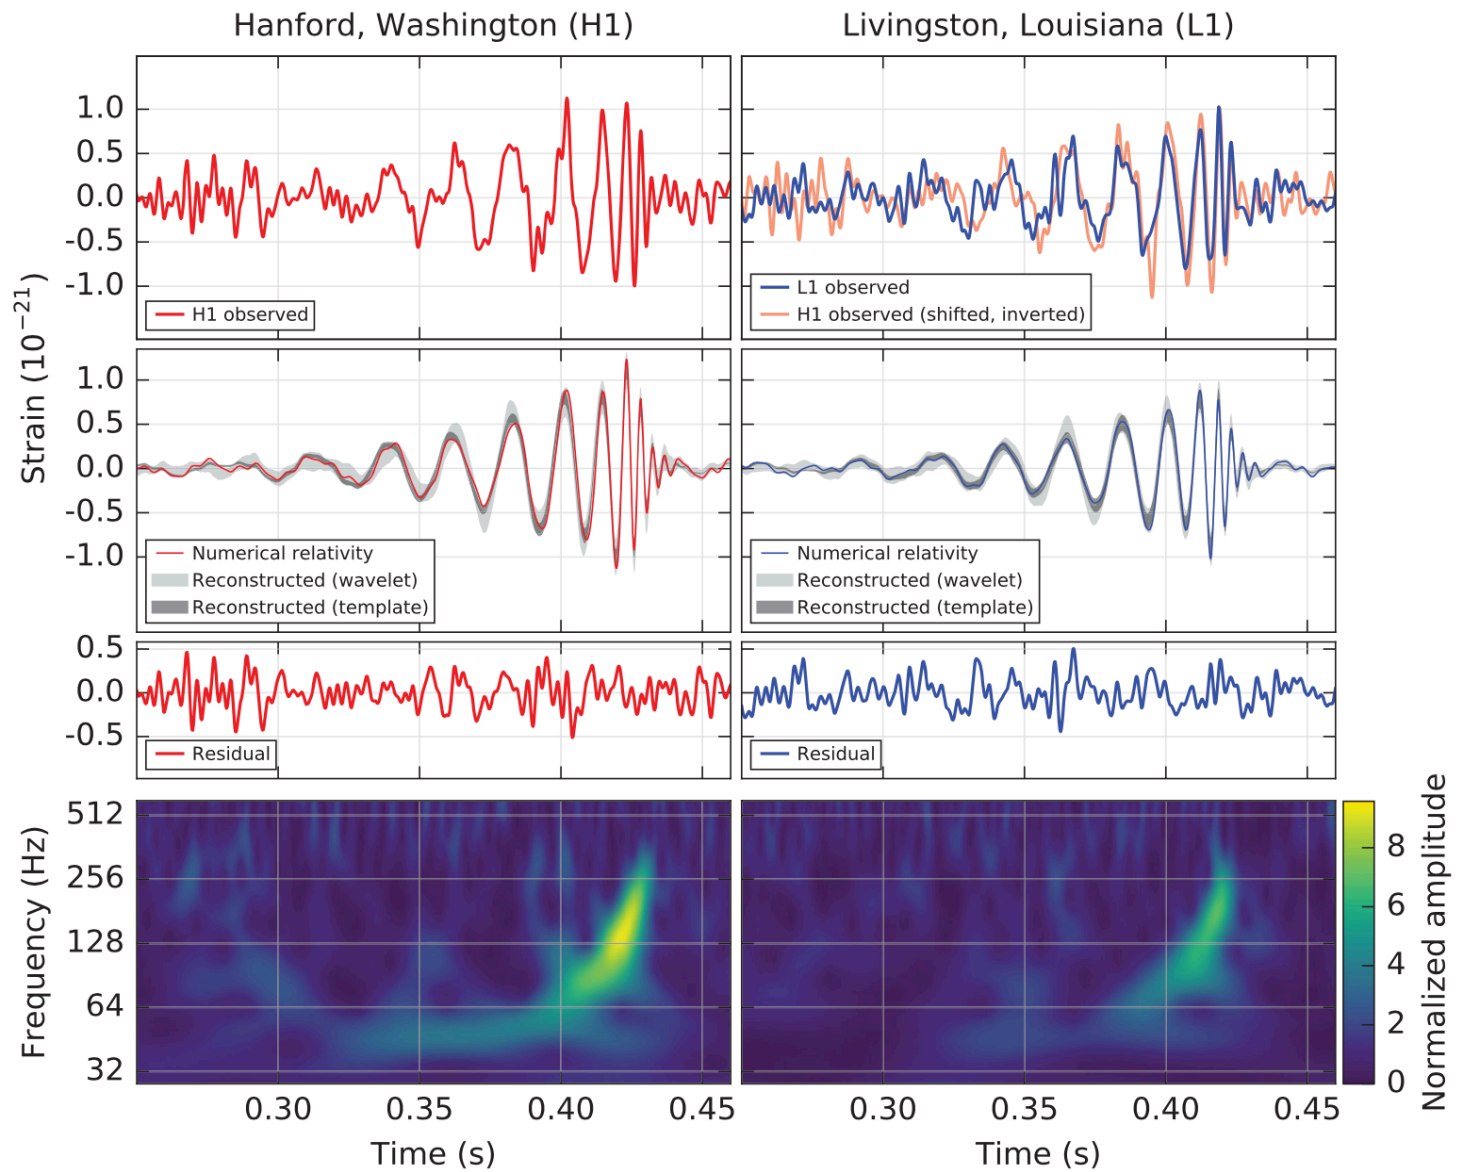 Hanford, Washington (H1)
Livingston, Louisiana (L1)
Strain (10⁻²¹)
1.0
0.5
0.0
-0.5
-1.0
H1 observed
L1 observed
H1 observed (shifted, inverted)
1.0
0.5
0.0
-0.5
-1.0
Numerical relativity
Reconstructed (wavelet)
Reconstructed (template)
Numerical relativity
Reconstructed (wavelet)
Reconstructed (template)
0.5
0.0
-0.5
Residual
Residual
Frequency (Hz)
512
256
128
64
32
Normalized amplitude
8
6
4
2
0
0.30 0.35 0.40 0.45
0.30 0.35 0.40 0.45
Time (s)
Time (s)